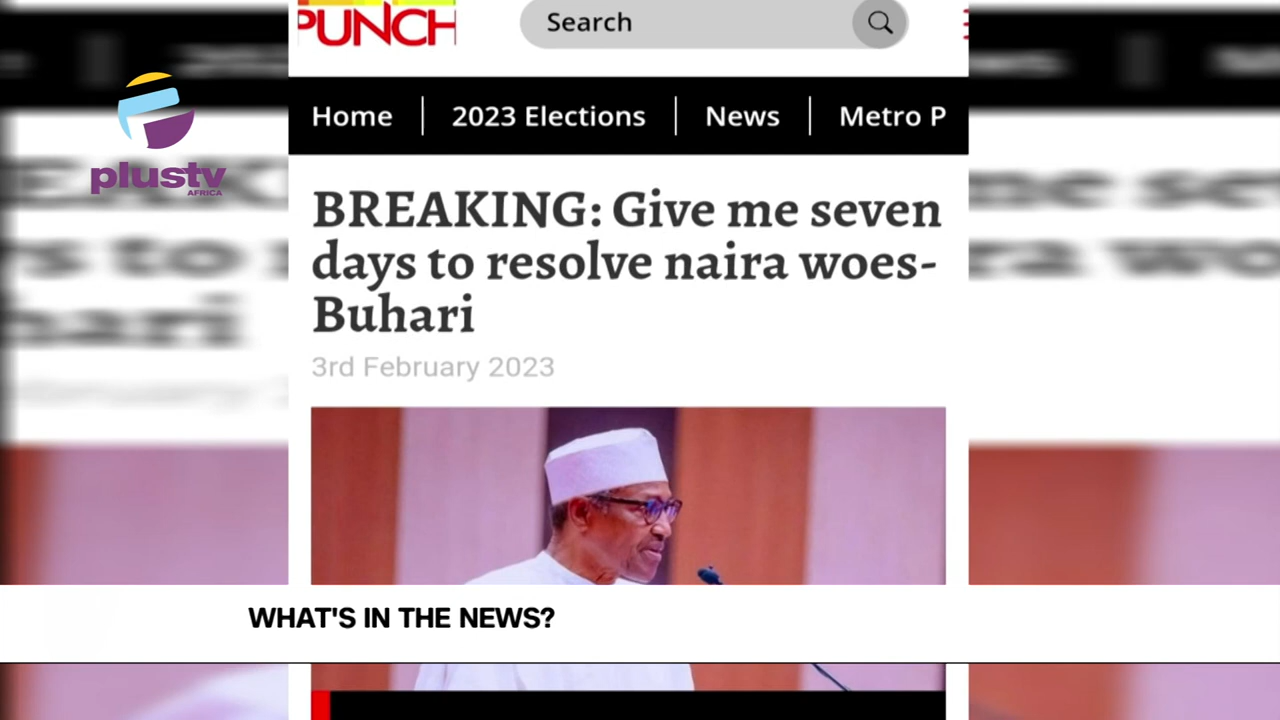 PUNCH
Search
Home
2023 Elections
News
Metro P
plustv
AFRICA
BREAKING: Give me seven
days to resolve naira woes-
Buhari
3rd February 2023
WHAT'S IN THE NEWS?